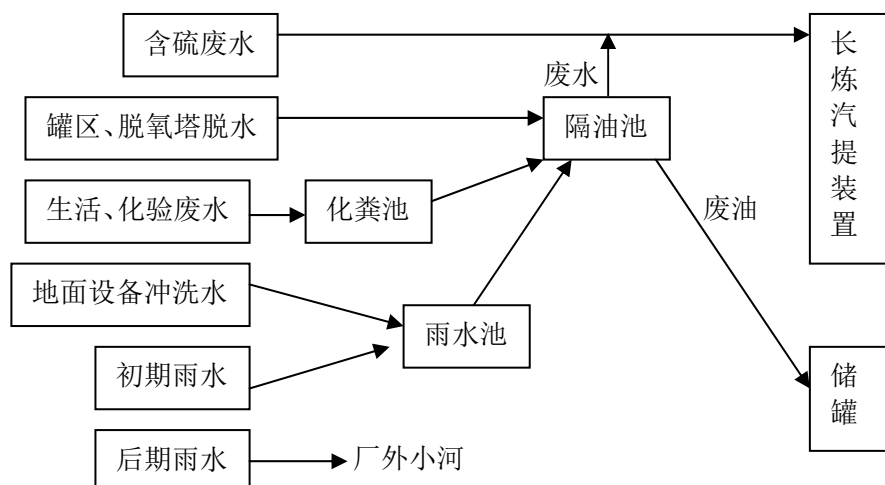 含硫废水
废水
罐区、脱氧塔脱水
隔油池
长炼汽提装置
生活、化验废水
化粪池
废油
地面设备冲洗水
雨水池
初期雨水
储罐
后期雨水
厂外小河